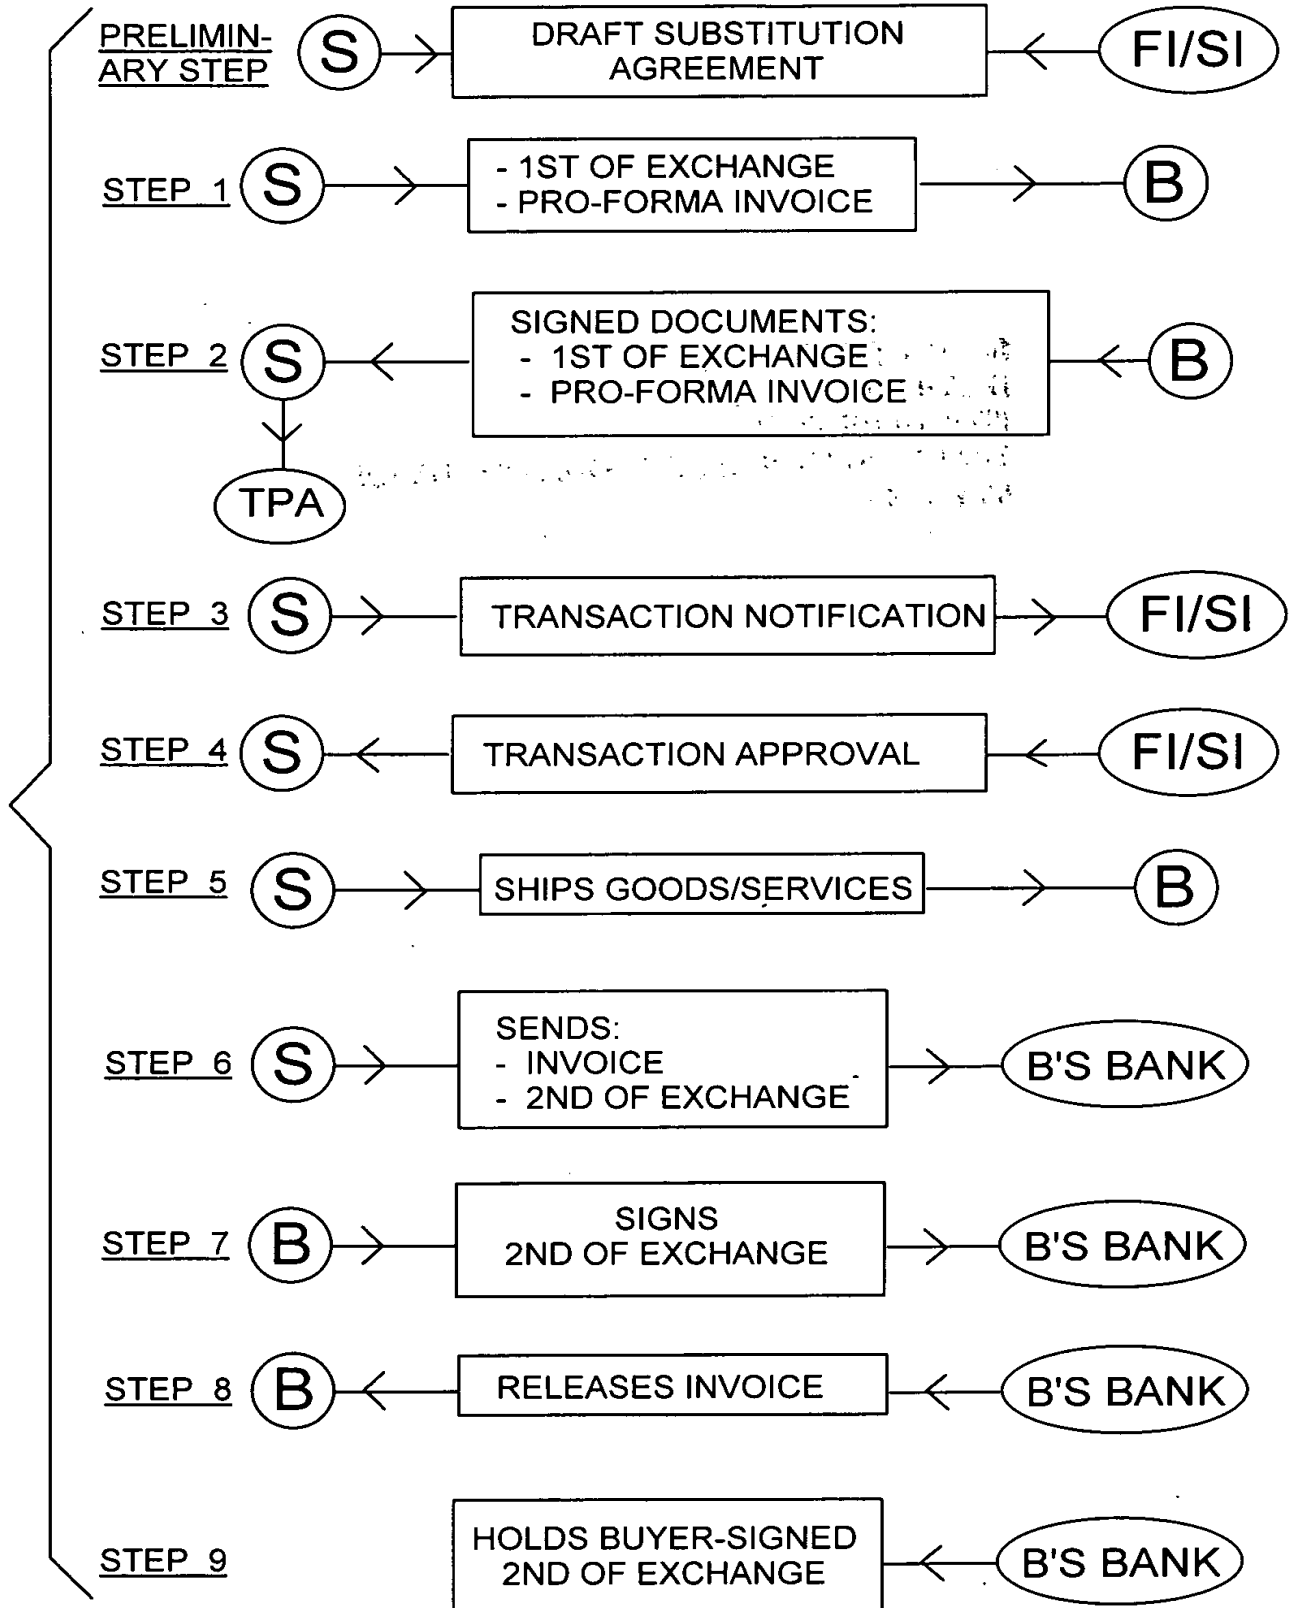 PRELIMIN-
ARY STEP
S
DRAFT SUBSTITUTION
AGREEMENT
FI/SI
STEP 1
S
- 1ST OF EXCHANGE
- PRO-FORMA INVOICE
B
STEP 2
S
SIGNED DOCUMENTS:
- 1ST OF EXCHANGE
- PRO-FORMA INVOICE
B
TPA
STEP 3
S
TRANSACTION NOTIFICATION
FI/SI
STEP 4
S
TRANSACTION APPROVAL
FI/SI
STEP 5
S
SHIPS GOODS/SERVICES
B
STEP 6
S
SENDS:
- INVOICE
- 2ND OF EXCHANGE
B'S BANK
STEP 7
B
SIGNS
2ND OF EXCHANGE
B'S BANK
STEP 8
B
RELEASES INVOICE
B'S BANK
STEP 9
HOLDS BUYER-SIGNED
2ND OF EXCHANGE
B'S BANK